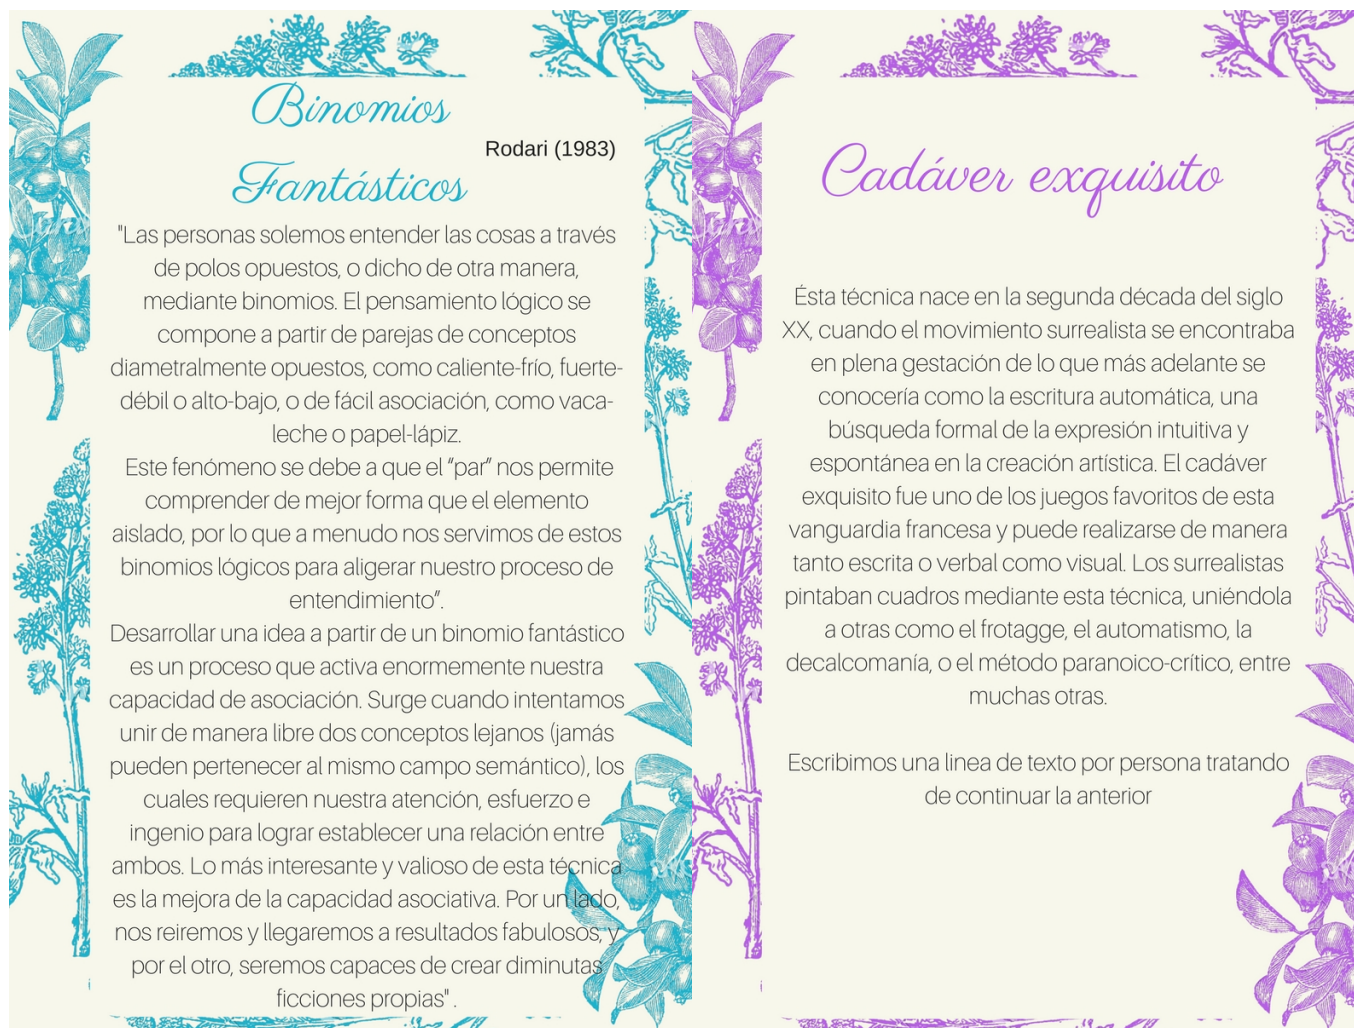 Binomios
Rodari (1983)
Fantásticos
"Las personas solemos entender las cosas a través
de polos opuestos, o dicho de otra manera,
mediante binomios. El pensamiento lógico se
compone a partir de parejas de conceptos
diametralmente opuestos, como caliente-frío, fuerte-
débil o alto-bajo, o de fácil asociación, como vaca-
leche o papel-lápiz.
Este fenómeno se debe a que el “par” nos permite
comprender de mejor forma que el elemento
aislado, por lo que a menudo nos servimos de estos
binomios lógicos para aligerar nuestro proceso de
entendimiento”.
Desarrollar una idea a partir de un binomio fantástico
es un proceso que activa enormemente nuestra
capacidad de asociación. Surge cuando intentamos
unir de manera libre dos conceptos lejanos (jamás
pueden pertenecer al mismo campo semántico), los
cuales requieren nuestra atención, esfuerzo e
ingenio para lograr establecer una relación entre
ambos. Lo más interesante y valioso de esta técnica
es la mejora de la capacidad asociativa. Por un lado,
nos reiremos y llegaremos a resultados fabulosos, y
por el otro, seremos capaces de crear diminutas
ficciones propias" .
Cadáver exquisito
Ésta técnica nace en la segunda década del siglo
XX, cuando el movimiento surrealista se encontraba
en plena gestación de lo que más adelante se
conocería como la escritura automática, una
búsqueda formal de la expresión intuitiva y
espontánea en la creación artística. El cadáver
exquisito fue uno de los juegos favoritos de esta
vanguardia francesa y puede realizarse de manera
tanto escrita o verbal como visual. Los surrealistas
pintaban cuadros mediante esta técnica, uniéndola
a otras como el frotagge, el automatismo, la
decalcomanía, o el método paranoico-crítico, entre
muchas otras.
Escribimos una linea de texto por persona tratando
de continuar la anterior